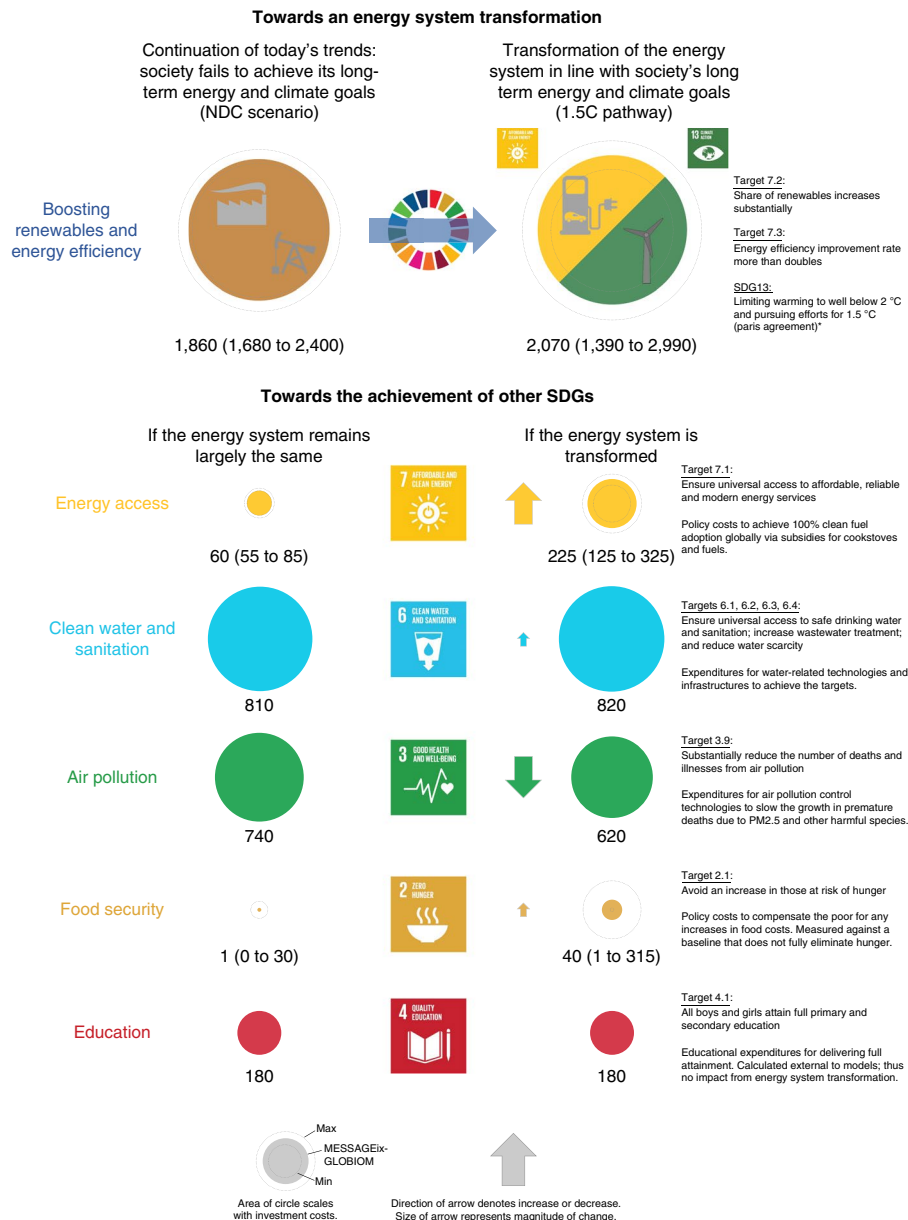 Towards an energy system transformation
Continuation of today's trends:
society fails to achieve its long-
term energy and climate goals
(NDC scenario)
Transformation of the energy
system in line with society's long
term energy and climate goals
(1.5C pathway)
7 AFFORDABLE AND
CLEAN ENERGY
13 CLIMATE
ACTION
Boosting
renewables and
energy efficiency
Target 7.2:
Share of renewables increases
substantially
Target 7.3:
Energy efficiency improvement rate
more than doubles
SDG13:
Limiting warming to well below 2 °C
and pursuing efforts for 1.5 °C
(paris agreement)*
1,860 (1,680 to 2,400)
2,070 (1,390 to 2,990)
Towards the achievement of other SDGs
If the energy system remains
largely the same
If the energy system is
transformed
Energy access
7 AFFORDABLE AND
CLEAN ENERGY
60 (55 to 85)
225 (125 to 325)
Target 7.1:
Ensure universal access to affordable, reliable
and modern energy services
Policy costs to achieve 100% clean fuel
adoption globally via subsidies for cookstoves
and fuels.
Clean water and
sanitation
6 CLEAN WATER
AND SANITATION
810
820
Targets 6.1, 6.2, 6.3, 6.4:
Ensure universal access to safe drinking water
and sanitation; increase wastewater treatment;
and reduce water scarcity
Expenditures for water-related technologies and
infrastructures to achieve the targets.
Air pollution
3 GOOD HEALTH
AND WELL-BEING
740
620
Target 3.9:
Substantially reduce the number of deaths and
illnesses from air pollution
Expenditures for air pollution control
technologies to slow the growth in premature
deaths due to PM2.5 and other harmful species.
Food security
2 ZERO
HUNGER
1 (0 to 30)
40 (1 to 315)
Target 2.1:
Avoid an increase in those at risk of hunger
Policy costs to compensate the poor for any
increases in food costs. Measured against a
baseline that does not fully eliminate hunger.
Education
4 QUALITY
EDUCATION
180
180
Target 4.1:
All boys and girls attain full primary and
secondary education
Educational expenditures for delivering full
attainment. Calculated external to models; thus
no impact from energy system transformation.
Max
MESSAGEix-
GLOBIOM
Min
Area of circle scales
with investment costs.
Direction of arrow denotes increase or decrease.
Size of arrow represents magnitude of change.